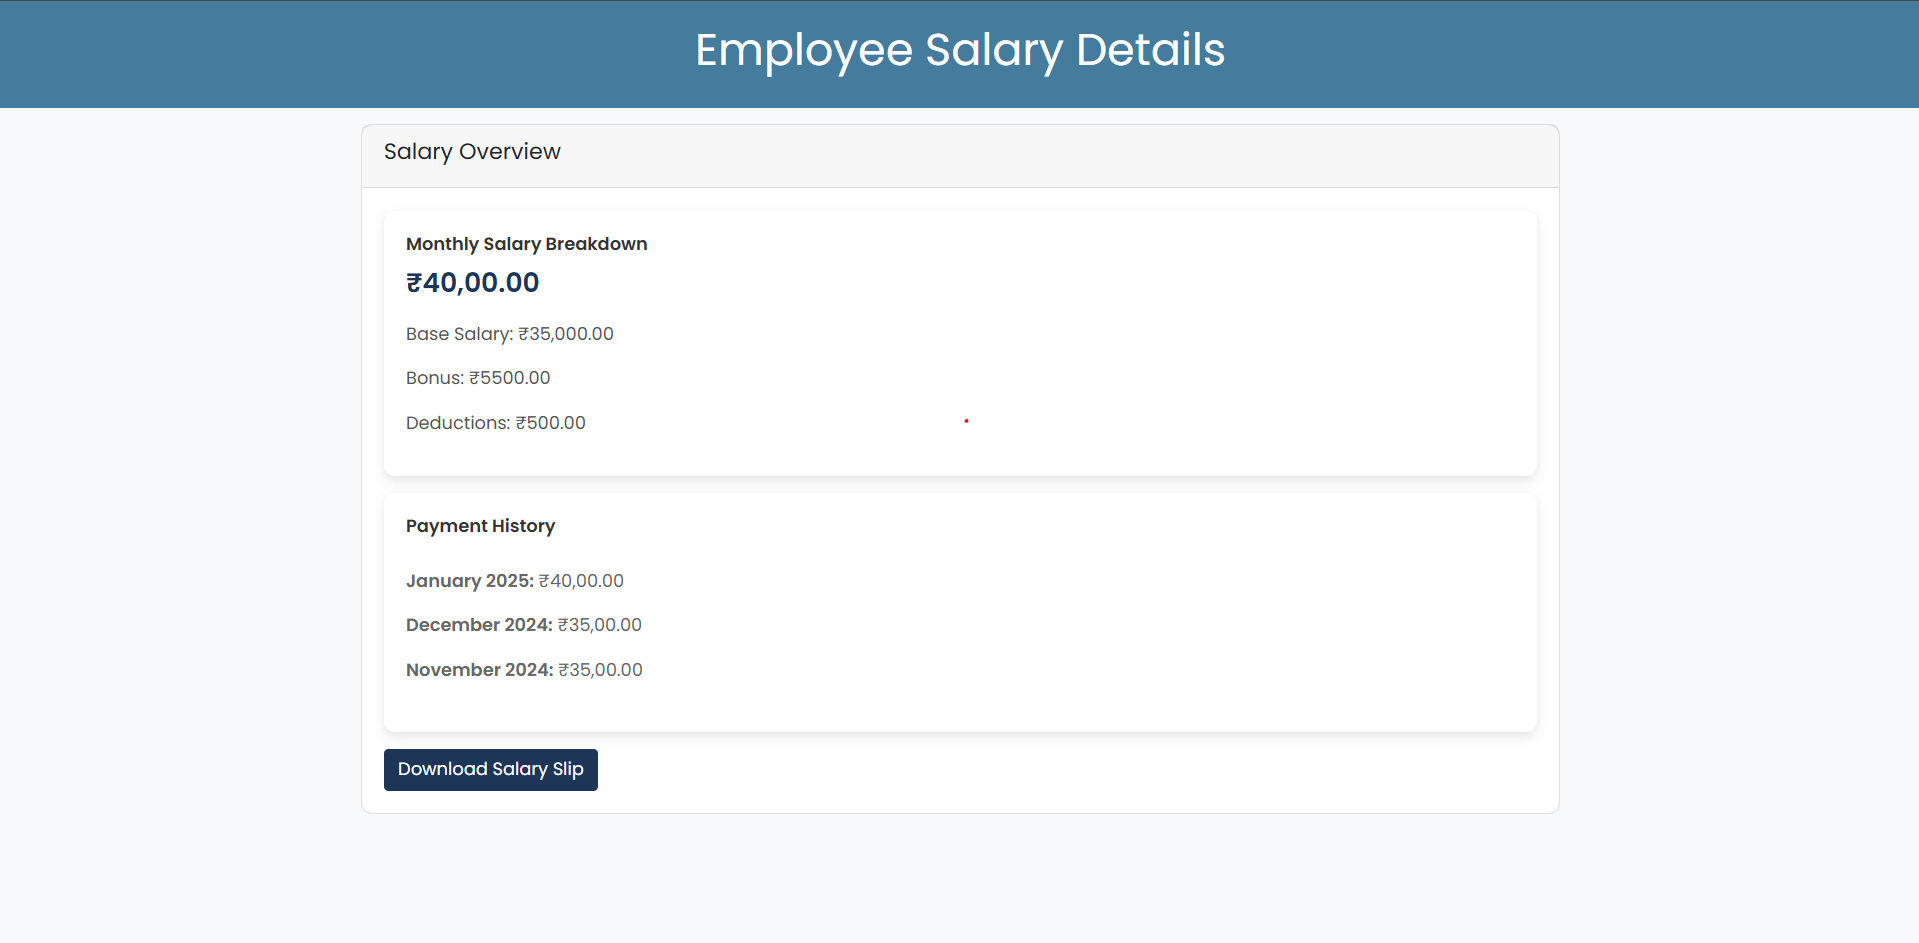 Employee Salary Details
Salary Overview
Monthly Salary Breakdown
₹40,00.00
Base Salary: ₹35,000.00
Bonus: ₹5500.00
Deductions: ₹500.00
Payment History
January 2025: ₹40,00.00
December 2024: ₹35,00.00
November 2024: ₹35,00.00
Download Salary Slip